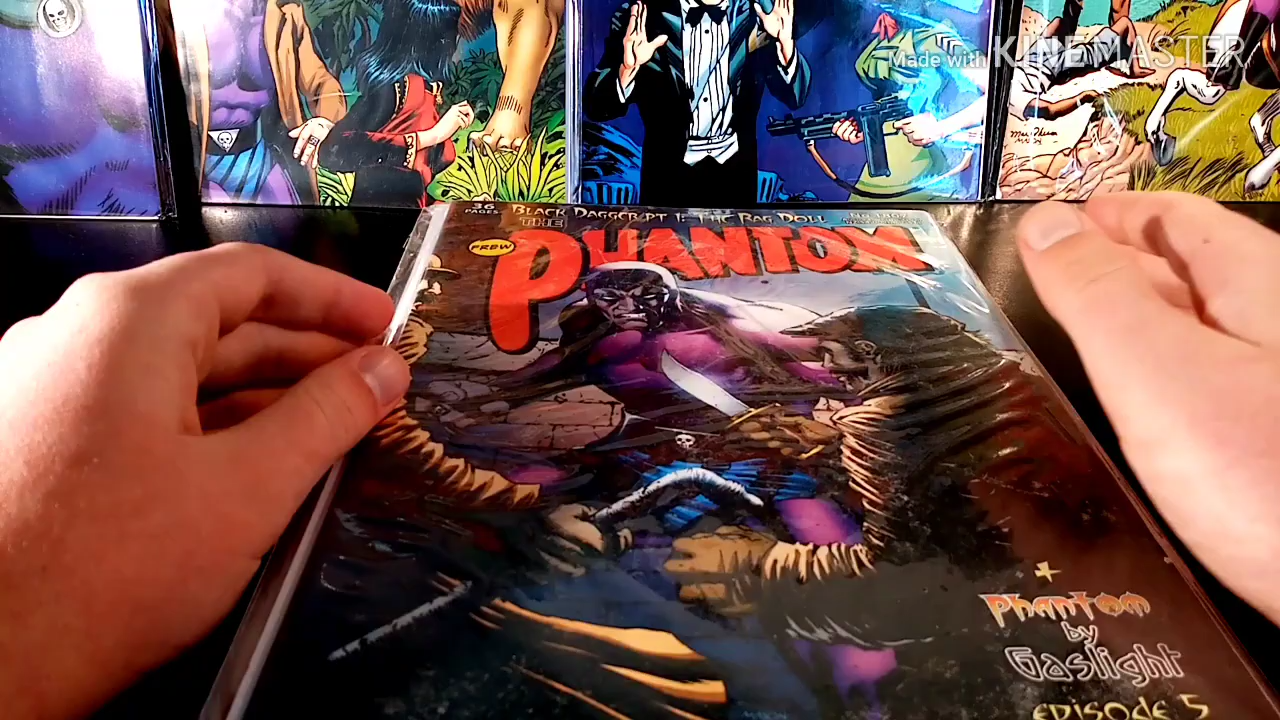 Made with KINEMASTER
36
PAGES
BLACK DAGGER PT 1: THE RAG DOLL
THE
FREW
PHANTOM
+
Phantom
by
Gaslight
EPISODE 5